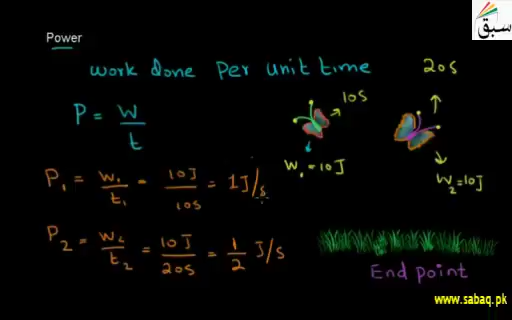 Power
سبق
work done per unit time
20s
10s
P = W/t
W₁ = 10J
W₂ = 10J
P₁ = W₁/t₁ = 10J/10s = 1J/s
P₂ = W₂/t₂ = 10J/20s = 1/2 J/s
End point
www.sabaq.pk